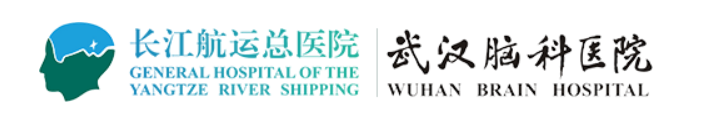 长江航运总医院
GENERAL HOSPITAL OF THE
YANGTZE RIVER SHIPPING
武汉脑科医院
WUHAN BRAIN HOSPITAL